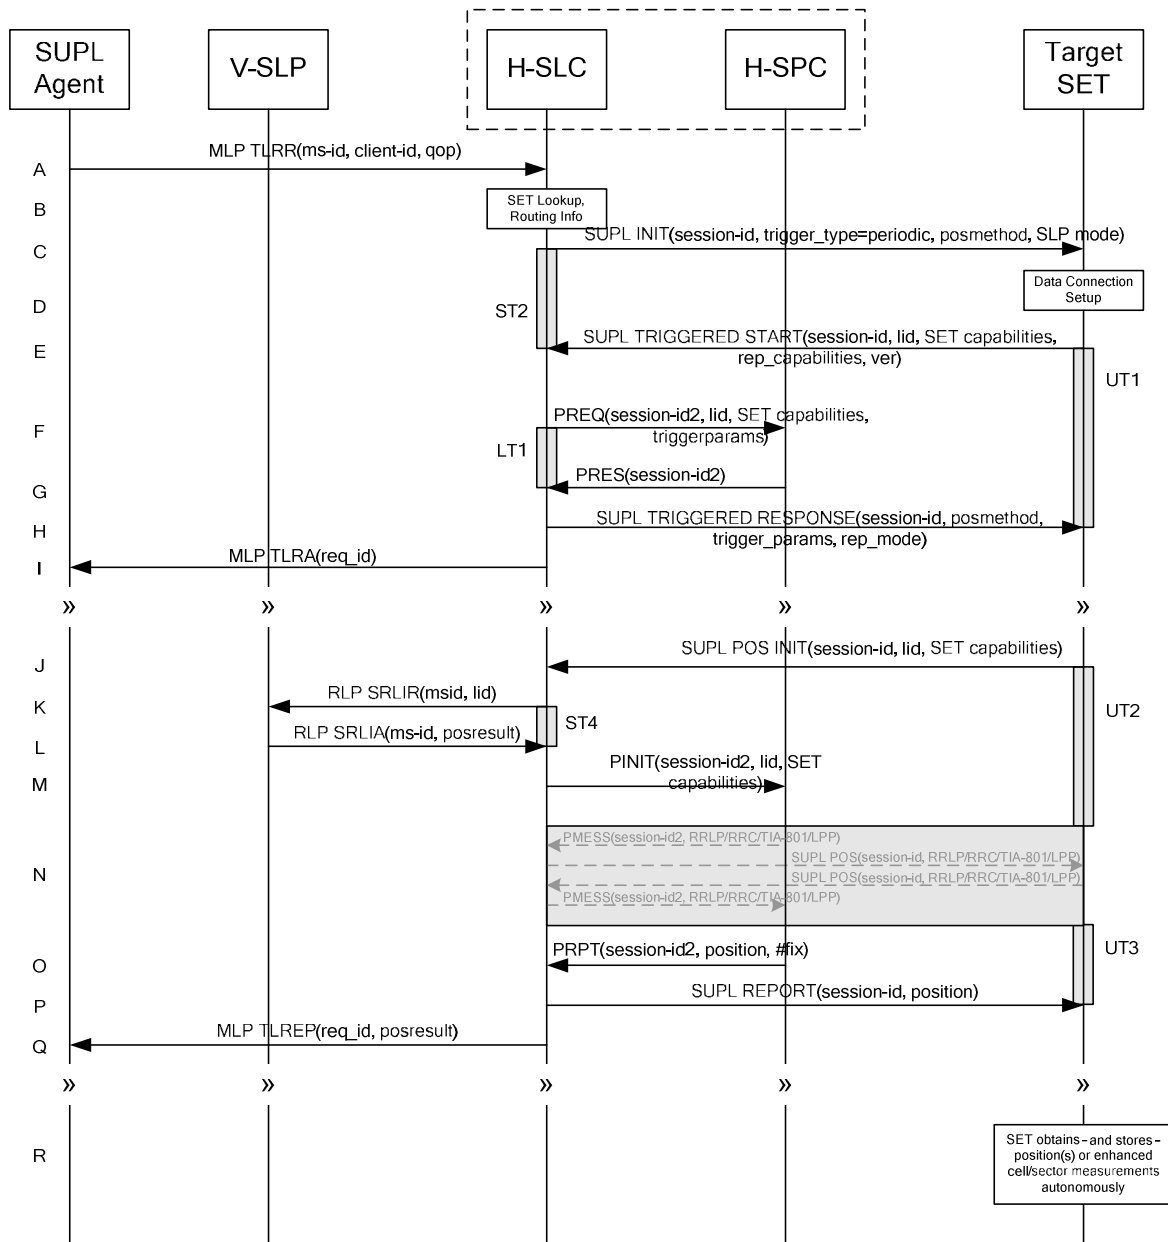 SUPL
Agent
V-SLP
H-SLC
H-SPC
Target
SET
MLP TLRR(ms-id, client-id, qop)
A
SET Lookup,
Routing Info
B
SUPL INIT(session-id, trigger_type=periodic, posmethod, SLP mode)
C
Data Connection
Setup
D
ST2
SUPL TRIGGERED START(session-id, lid, SET capabilities,
rep_capabilities, ver)
E
UT1
PREQ(session-id2, lid, SET capabilities,
triggerparams)
F
LT1
PRES(session-id2)
G
SUPL TRIGGERED RESPONSE(session-id, posmethod,
trigger_params, rep_mode)
H
MLP TLRA(req_id)
I
»
»
»
»
»
SUPL POS INIT(session-id, lid, SET capabilities)
J
RLP SRLIR(msid, lid)
K
ST4
UT2
RLP SRLIA(ms-id, posresult)
L
PINIT(session-id2, lid, SET
capabilities)
M
PMESS(session-id2, RRLP/RRC/TIA-801/LPP)
SUPL POS(session-id, RRLP/RRC/TIA-801/LPP)
N
SUPL POS(session-id, RRLP/RRC/TIA-801/LPP)
PMESS(session-id2, RRLP/RRC/TIA-801/LPP)
PRPT(session-id2, position, #fix)
UT3
O
SUPL REPORT(session-id, position)
P
MLP TLREP(req_id, posresult)
Q
»
»
»
»
»
R
SET obtains – and stores –
position(s) or enhanced
cell/sector measurements
autonomously